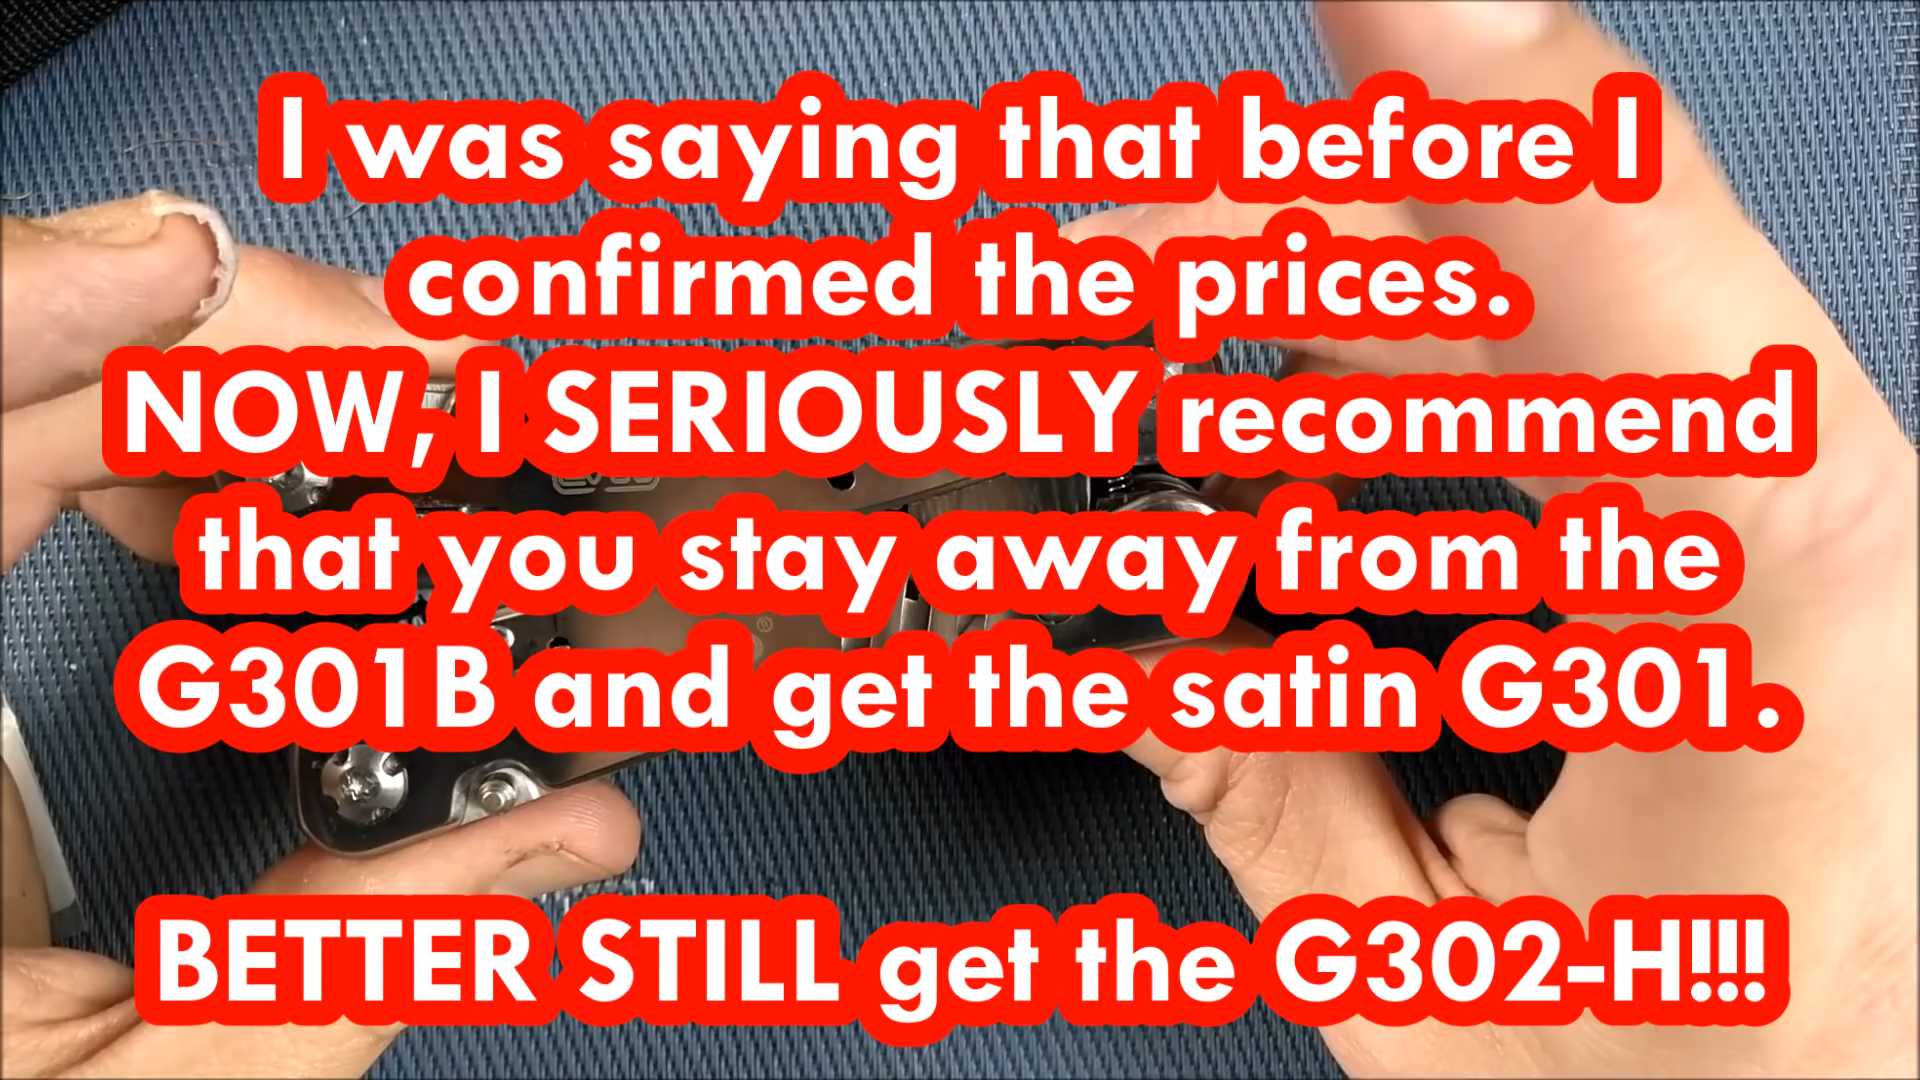 I was saying that before I
confirmed the prices.
NOW, I SERIOUSLY recommend
that you stay away from the
G301B and get the satin G301.
BETTER STILL get the G302-H!!!
®